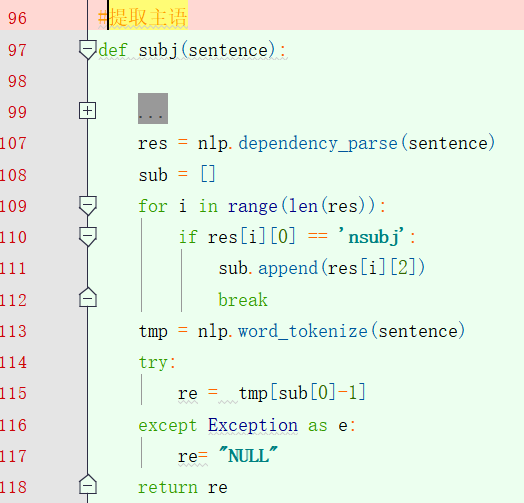 96 #提取主语
97 def subj(sentence):
98
99 ...
107 res = nlp.dependency_parse(sentence)
108 sub = []
109 for i in range(len(res)):
110 if res[i][0] == 'nsubj':
111 sub.append(res[i][2])
112 break
113 tmp = nlp.word_tokenize(sentence)
114 try:
115 re =  tmp[sub[0]-1]
116 except Exception as e:
117 re= "NULL"
118 return re